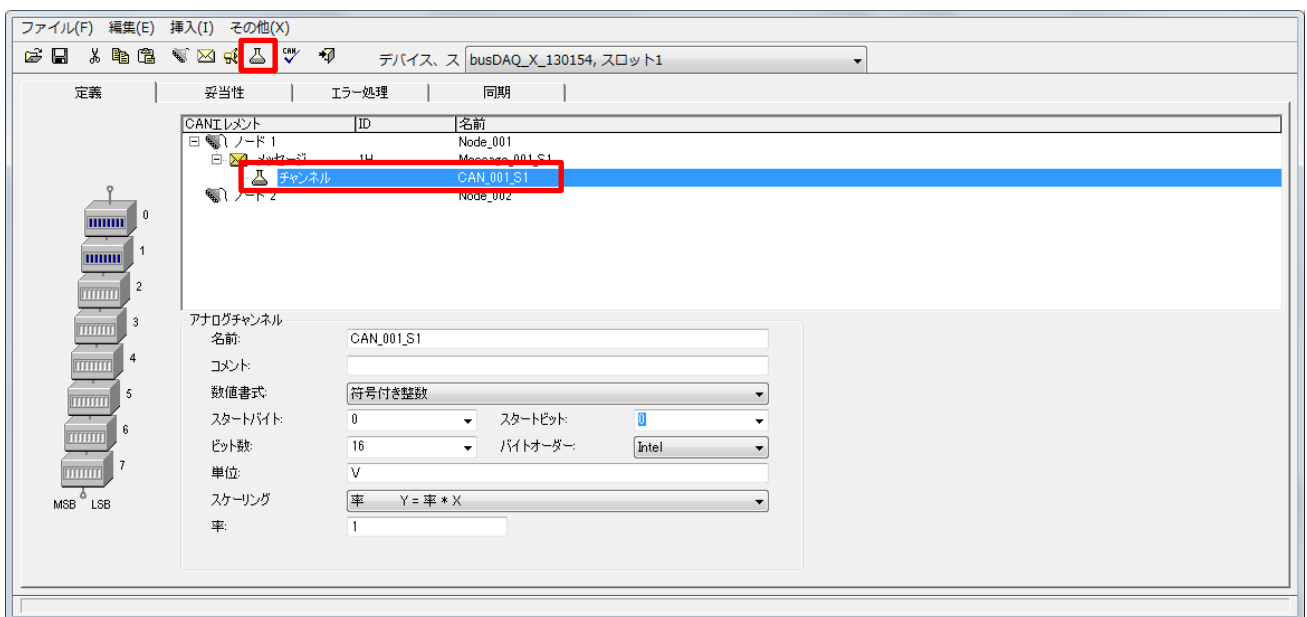 ファイル(F) 編集(E) 挿入(I) その他(X)
CAN デバイス、ス busDAQ_X_130154, スロット1
定義 妥当性 エラー処理 同期
CANエレメント ID 名前
ノード 1 Node_001
メッセージ 1H Message_001_S1
チャンネル CAN_001_S1
ノード 2 Node_002
0
1
2
3
4
5
6
7
MSB LSB
アナログチャンネル
名前: CAN_001_S1
コメント:
数値書式: 符号付き整数
スタートバイト: 0 スタートビット: 0
ビット数: 16 バイトオーダー: Intel
単位: V
スケーリング 率 Y = 率 * X
率: 1